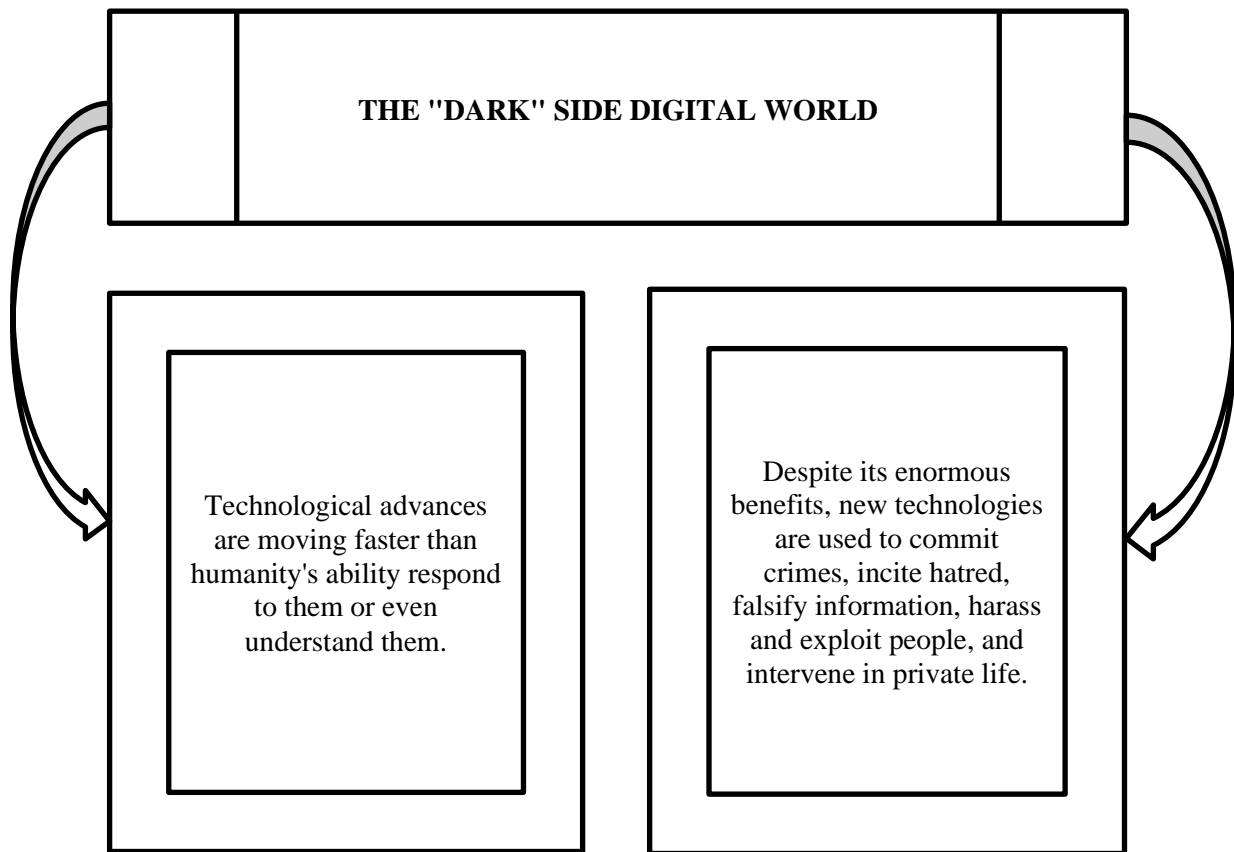 THE "DARK" SIDE DIGITAL WORLD
Technological advances
are moving faster than
humanity's ability respond
to them or even
understand them.
Despite its enormous
benefits, new technologies
are used to commit
crimes, incite hatred,
falsify information, harass
and exploit people, and
intervene in private life.